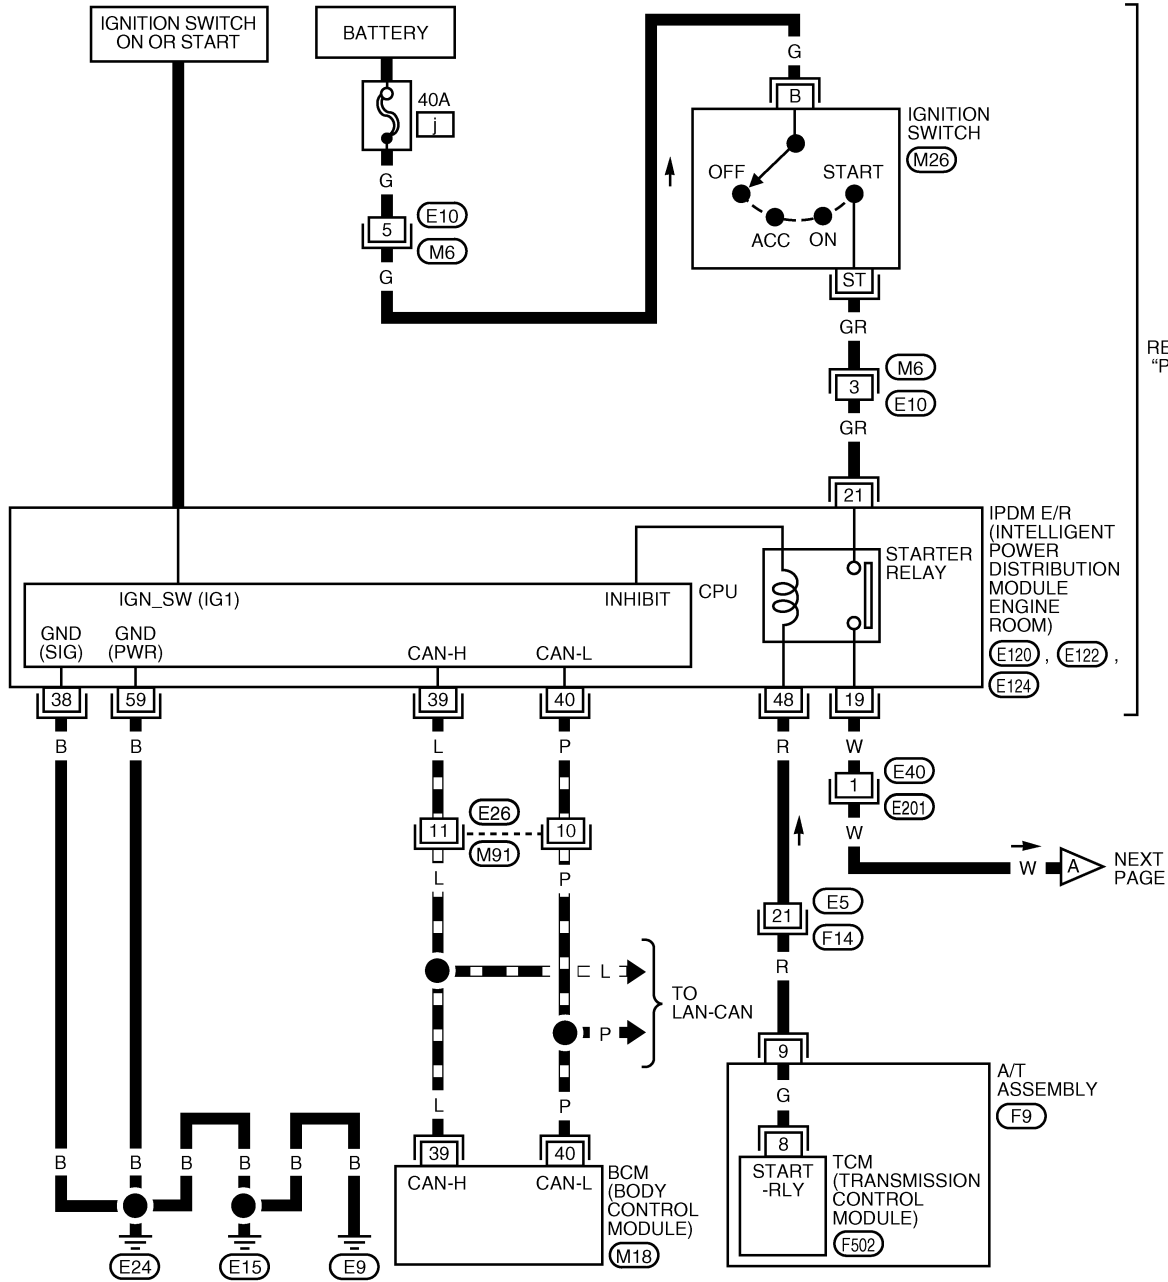 IGNITION SWITCH
ON OR START
BATTERY
40A
j
G
5
E10
M6
G
G
B
IGNITION
SWITCH
M26
OFF
START
ACC
ON
ST
GR
M6
3
E10
GR
21
RE
“P
IPDM E/R
(INTELLIGENT
POWER
DISTRIBUTION
MODULE
ENGINE
ROOM)
E120 , E122 ,
E124
STARTER
RELAY
CPU
IGN_SW (IG1)
INHIBIT
GND
(SIG)
GND
(PWR)
CAN-H
CAN-L
38
59
39
40
48
19
B
B
L
P
R
W
E40
1
E201
W
W
A
NEXT
PAGE
E26
11
10
M91
L
P
L
P
TO
LAN-CAN
E5
21
F14
R
9
A/T
ASSEMBLY
F9
G
8
START
-RLY
TCM
(TRANSMISSION
CONTROL
MODULE)
F502
L
P
39
40
CAN-H
CAN-L
BCM
(BODY
CONTROL
MODULE)
M18
B
B
B
B
B
B
E24
E15
E9